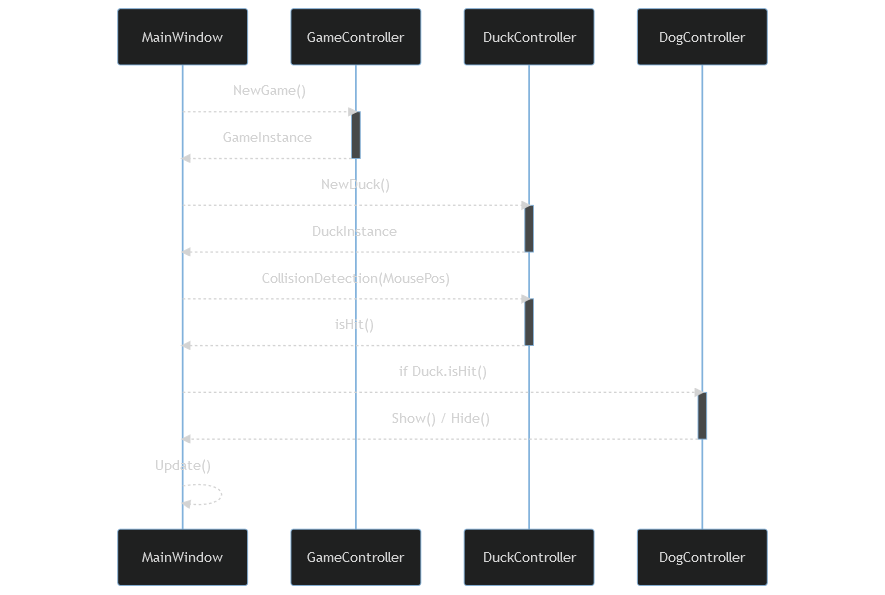 MainWindow
GameController
DuckController
DogController
NewGame()
GameInstance
NewDuck()
DuckInstance
CollisionDetection(MousePos)
isHit()
if Duck.isHit()
Show() / Hide()
Update()
MainWindow
GameController
DuckController
DogController